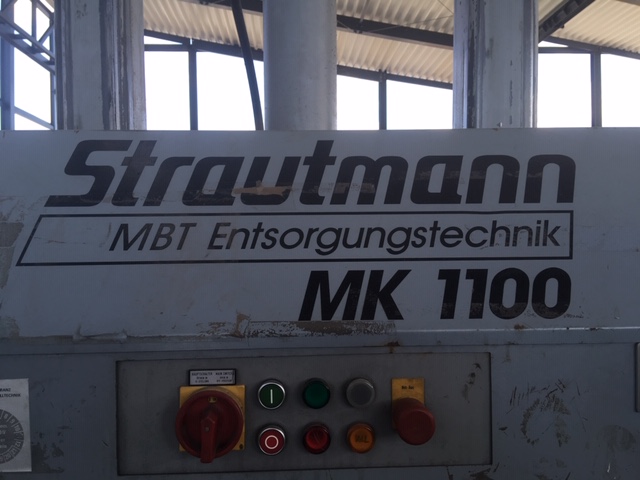 Strautmann
MBT Entsorgungstechnik
MK 1100